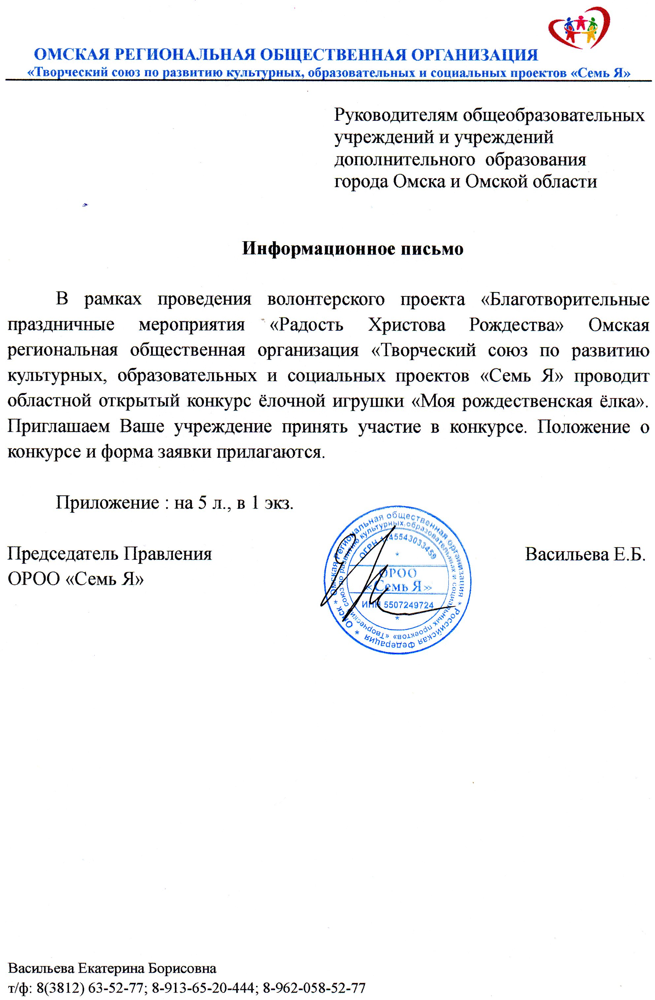 ОМСКАЯ РЕГИОНАЛЬНАЯ ОБЩЕСТВЕННАЯ ОРГАНИЗАЦИЯ
«Творческий союз по развитию культурных, образовательных и социальных проектов «Семь Я»
Руководителям общеобразовательных
учреждений и учреждений
дополнительного образования
города Омска и Омской области
Информационное письмо
В рамках проведения волонтерского проекта «Благотворительные
праздничные мероприятия «Радость Христова Рождества» Омская
региональная общественная организация «Творческий союз по развитию
культурных, образовательных и социальных проектов «Семь Я» проводит
областной открытый конкурс ёлочной игрушки «Моя рождественская ёлка».
Приглашаем Ваше учреждение принять участие в конкурсе. Положение о
конкурсе и форма заявки прилагаются.
Приложение : на 5 л., в 1 экз.
Председатель Правления
ОРОО «Семь Я»
Васильева Е.Б.
Омская Региональная общественная организация * Российская Федерация * Омск *
«Творческий союз по развитию культурных, образовательных и социальных проектов»
ОГРН 1145543033459
*
ОРОО
«Семь Я»
ИНН 5507249724
*
Васильева Екатерина Борисовна
т/ф: 8(3812) 63-52-77; 8-913-65-20-444; 8-962-058-52-77